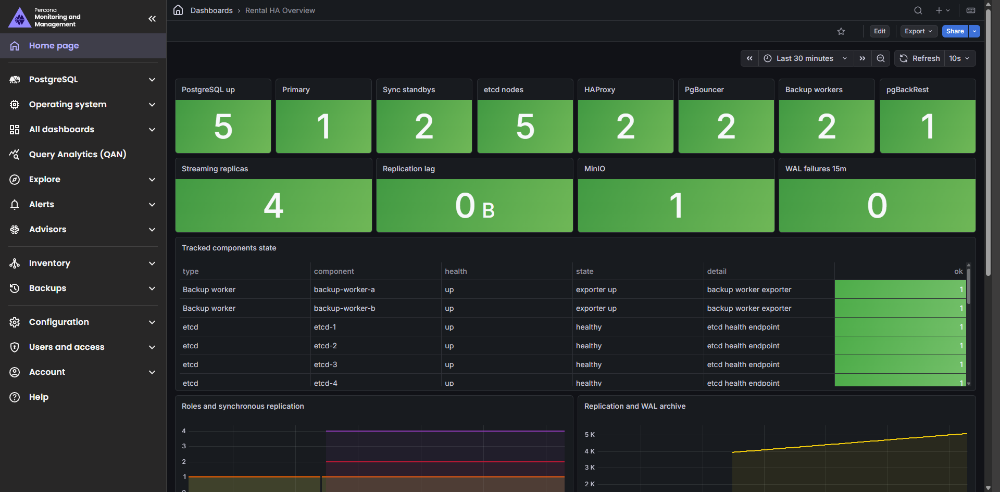 Percona
Monitoring and
Management
Home page
PostgreSQL
Operating system
All dashboards
Query Analytics (QAN)
Explore
Alerts
Advisors
Inventory
Backups
Configuration
Users and access
Account
Help
Dashboards › Rental HA Overview
Edit
Export
Share
Last 30 minutes
Refresh
10s
PostgreSQL up
5
Primary
1
Sync standbys
2
etcd nodes
5
HAProxy
2
PgBouncer
2
Backup workers
2
pgBackRest
1
Streaming replicas
4
Replication lag
0 B
MinIO
1
WAL failures 15m
0
Tracked components state
type component health state detail ok
Backup worker backup-worker-a up exporter up backup worker exporter 1
Backup worker backup-worker-b up exporter up backup worker exporter 1
etcd etcd-1 up healthy etcd health endpoint 1
etcd etcd-2 up healthy etcd health endpoint 1
etcd etcd-3 up healthy etcd health endpoint 1
etcd etcd-4 up healthy etcd health endpoint 1
Roles and synchronous replication
4
3
2
1
0
Replication and WAL archive
5 K
4 K
3 K
2 K